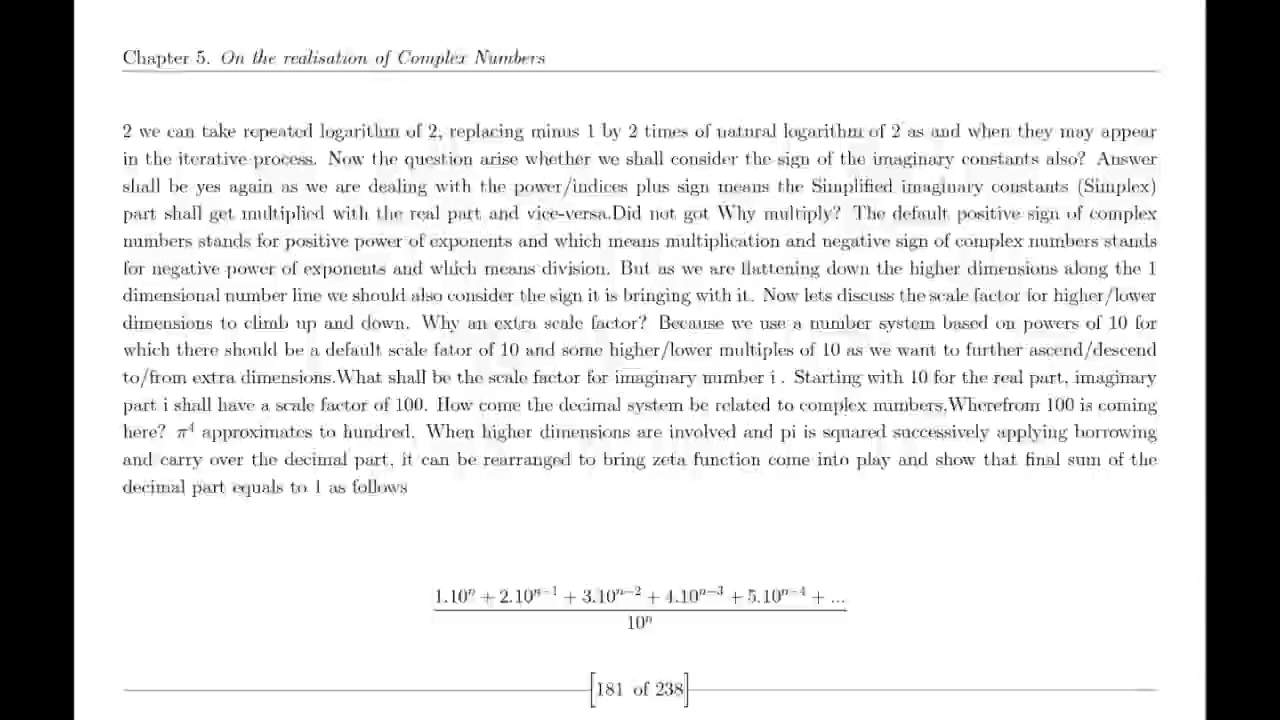 Chapter 5. On the realisation of Complex Numbers
2 we can take repeated logarithm of 2, replacing minus 1 by 2 times of natural logarithm of 2 as and when they may appear
in the iterative process. Now the question arise whether we shall consider the sign of the imaginary constants also? Answer
shall be yes again as we are dealing with the power/indices plus sign means the Simplified imaginary constants (Simplex)
part shall get multiplied with the real part and vice-versa.Did not got Why multiply? The default positive sign of complex
numbers stands for positive power of exponents and which means multiplication and negative sign of complex numbers stands
for negative power of exponents and which means division. But as we are flattening down the higher dimensions along the 1
dimensional number line we should also consider the sign it is bringing with it. Now lets discuss the scale factor for higher/lower
dimensions to climb up and down. Why an extra scale factor? Because we use a number system based on powers of 10 for
which there should be a default scale fator of 10 and some higher/lower multiples of 10 as we want to further ascend/descend
to/from extra dimensions.What shall be the scale factor for imaginary number i . Starting with 10 for the real part, imaginary
part i shall have a scale factor of 100. How come the decimal system be related to complex numbers.Wherefrom 100 is coming
here? π⁴ approximates to hundred. When higher dimensions are involved and pi is squared successively applying borrowing
and carry over the decimal part, it can be rearranged to bring zeta function come into play and show that final sum of the
decimal part equals to 1 as follows
1.10ⁿ + 2.10ⁿ⁻¹ + 3.10ⁿ⁻² + 4.10ⁿ⁻³ + 5.10ⁿ⁻⁴ + ...
10ⁿ
[181 of 238]